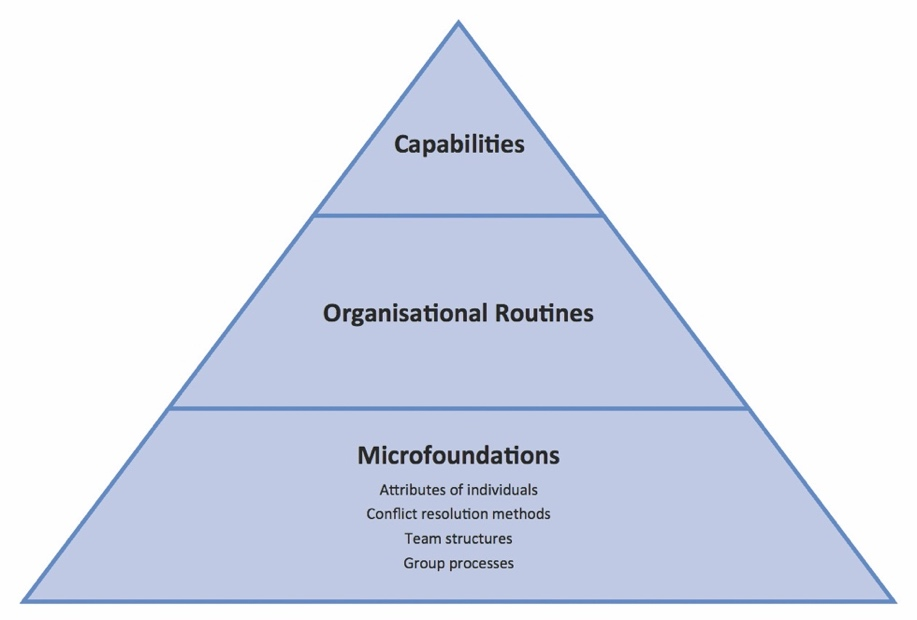 Capabilities
Organisational Routines
Microfoundations
Attributes of individuals
Conflict resolution methods
Team structures
Group processes